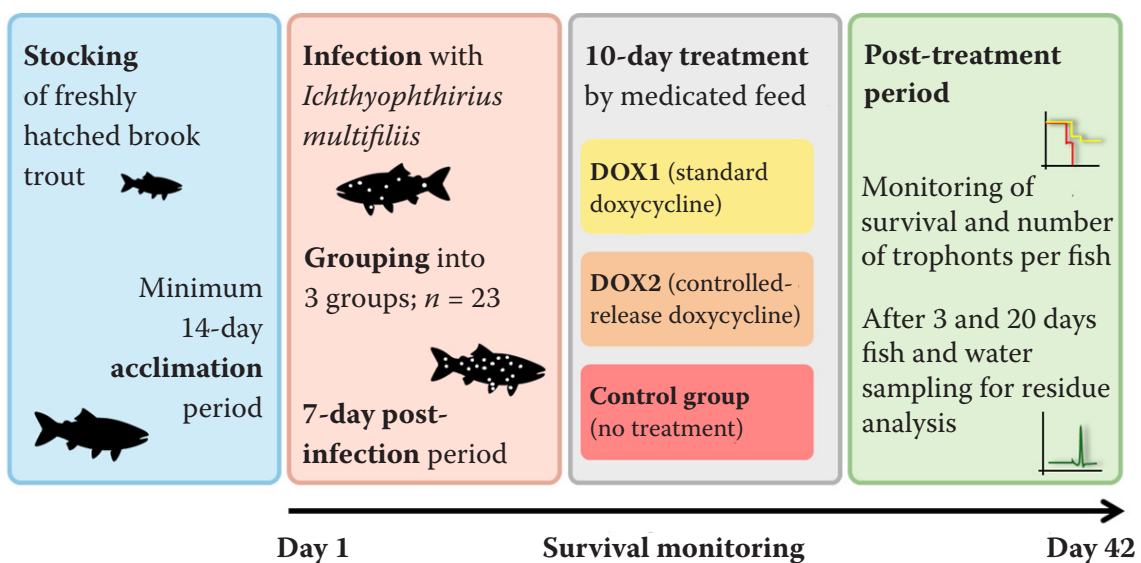 Stocking
of freshly
hatched brook
trout
Minimum
14-day
acclimation
period
Infection with
Ichthyophthirius
multifiliis
Grouping into
3 groups; n = 23
7-day post-
infection period
10-day treatment
by medicated feed
DOX1 (standard
doxycycline)
DOX2 (controlled-
release doxycycline)
Control group
(no treatment)
Post-treatment
period
Monitoring of
survival and number
of trophonts per fish
After 3 and 20 days
fish and water
sampling for residue
analysis
Day 1
Survival monitoring
Day 42